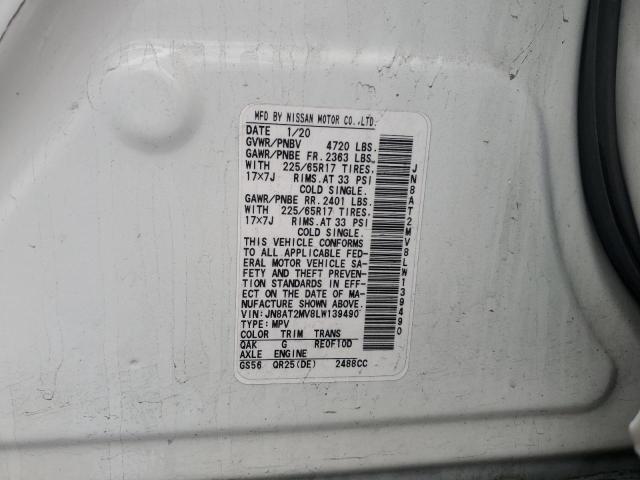 MFD BY NISSAN MOTOR CO.,LTD.
DATE 1/20
GVWR/PNBV 4720 LBS.
GAWR/PNBE FR. 2363 LBS.
WITH 225/65R17 TIRES.
17×7J RIMS.AT 33 PSI
COLD SINGLE.
GAWR/PNBE RR. 2401 LBS.
WITH 225/65R17 TIRES.
17×7J RIMS.AT 33 PSI
COLD SINGLE.
THIS VEHICLE CONFORMS
TO ALL APPLICABLE FED-
ERAL MOTOR VEHICLE SA-
FETY AND THEFT PREVEN-
TION STANDARDS IN EFF-
ECT ON THE DATE OF MA-
NUFACTURE SHOWN ABOVE.
VIN: JN8AT2MV8LW139490
TYPE: MPV
COLOR TRIM TRANS
QAK G RE0F10D
AXLE ENGINE
GS56 QR25(DE) 2488CC
JN8AT2MV8LW139490